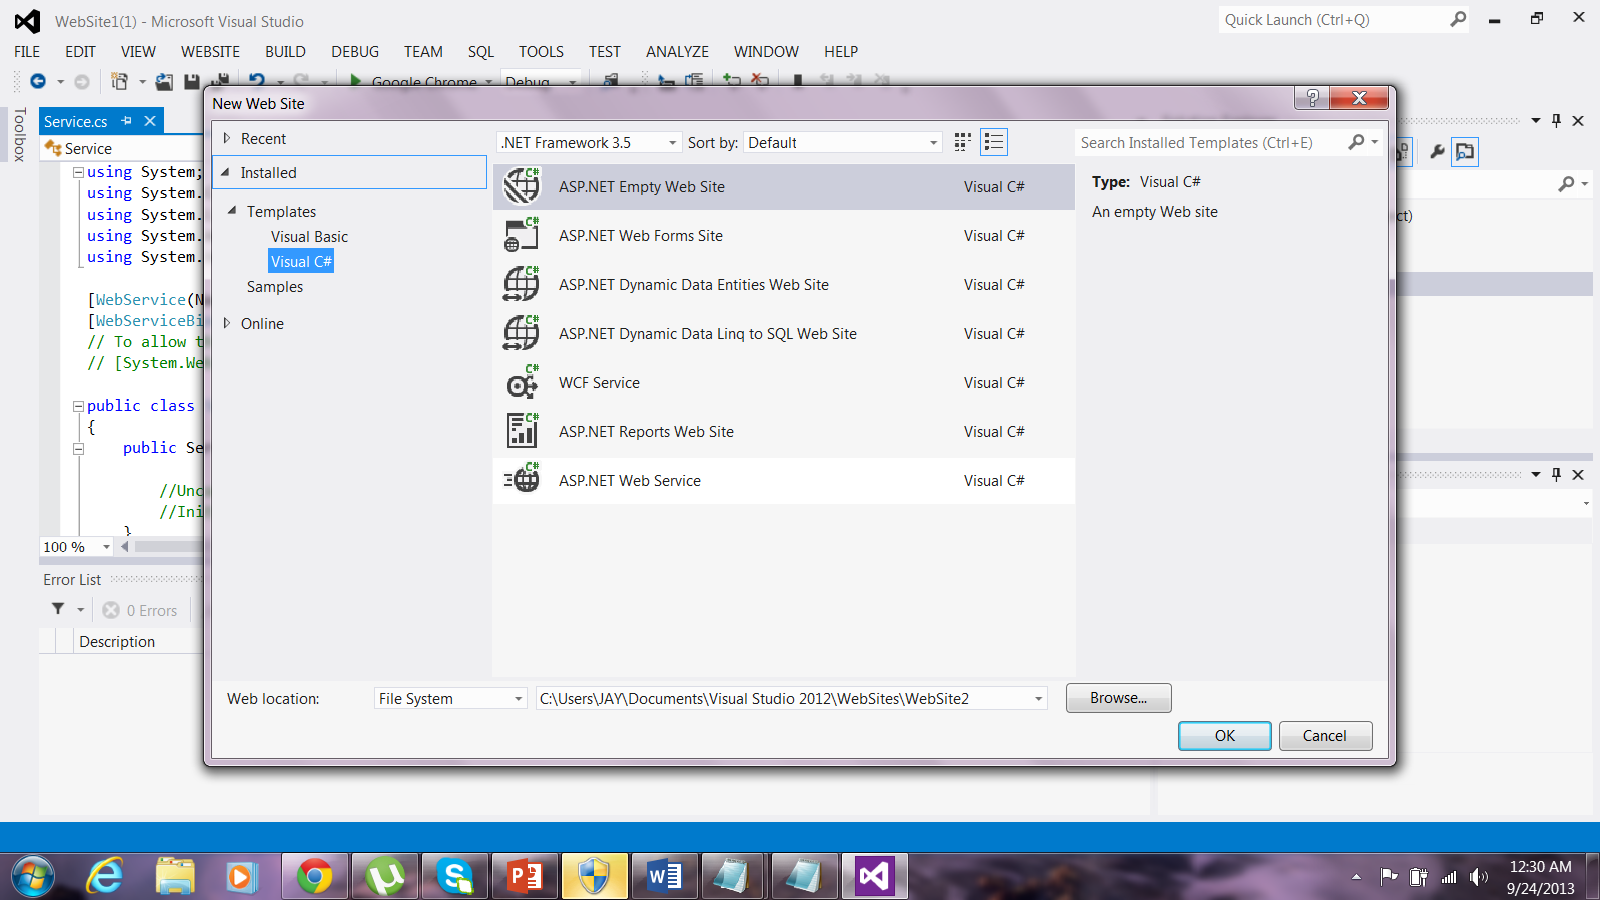 WebSite1(1) - Microsoft Visual Studio
Quick Launch (Ctrl+Q)
FILE EDIT VIEW WEBSITE BUILD DEBUG TEAM SQL TOOLS TEST ANALYZE WINDOW HELP
Google Chrome Debug
New Web Site
Toolbox
Service.cs
Service
using System;
using System.
using System.
using System.
using System.
[WebService(N
[WebServiceBi
// To allow t
// [System.We
public class
{
public Se
//Unc
//Ini
}
100 %
Error List
0 Errors
Description
Recent
Installed
Templates
Visual Basic
Visual C#
Samples
Online
.NET Framework 3.5 Sort by: Default
Search Installed Templates (Ctrl+E)
C# ASP.NET Empty Web Site Visual C#
C# ASP.NET Web Forms Site Visual C#
C# ASP.NET Dynamic Data Entities Web Site Visual C#
C# ASP.NET Dynamic Data Linq to SQL Web Site Visual C#
C# WCF Service Visual C#
C# ASP.NET Reports Web Site Visual C#
C# ASP.NET Web Service Visual C#
Type: Visual C#
An empty Web site
ct)
Web location: File System C:\Users\JAY\Documents\Visual Studio 2012\WebSites\WebSite2 Browse...
OK Cancel
12:30 AM
9/24/2013